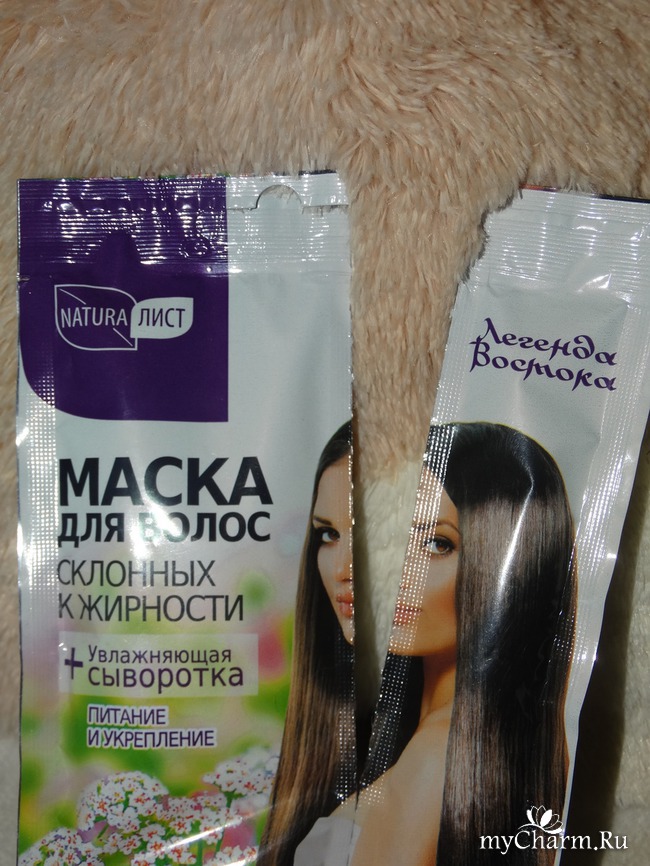 NATURA ЛИСТ
Легенда
Востока
МАСКА
ДЛЯ ВОЛОС
СКЛОННЫХ
К ЖИРНОСТИ
+ Увлажняющая
СЫВОРОТКА
ПИТАНИЕ
И УКРЕПЛЕНИЕ
myCharm.Ru